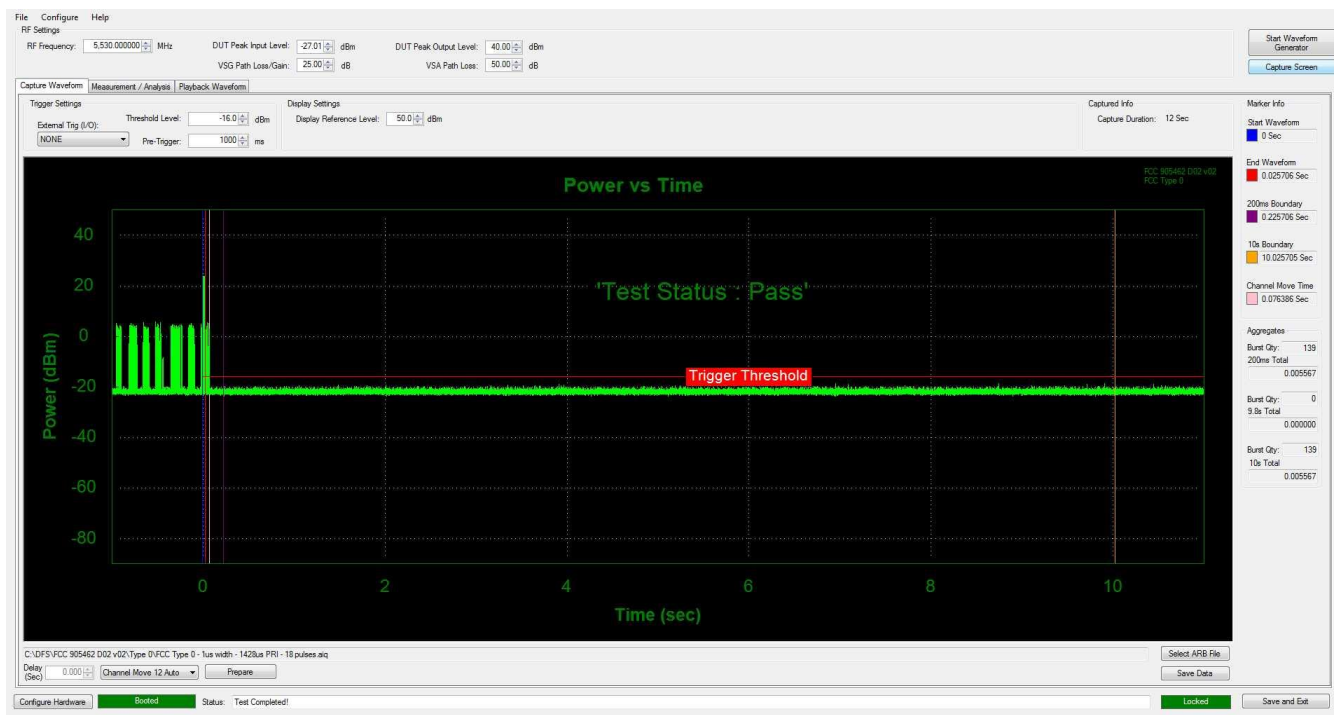 File Configure Help
RF Settings
RF Frequency: 5,530.000000 MHz DUT Peak Input Level: -27.01 dBm DUT Peak Output Level: 40.00 dBm
VSG Path Loss/Gain: 25.00 dB VSA Path Loss: 50.00 dB
Start Waveform Generator
Capture Screen
Capture Waveform Measurement / Analysis Playback Waveform
Trigger Settings
External Trig (I/O): Threshold Level: -16.0 dBm
NONE Pre-Trigger: 1000 ms
Display Settings
Display Reference Level: 50.0 dBm
Captured Info
Capture Duration: 12 Sec
Marker Info
Start Waveform
0 Sec
End Waveform
0.025706 Sec
200ms Boundary
0.225706 Sec
10s Boundary
10.025705 Sec
Channel Move Time
0.076386 Sec
Aggregates
Burst Qty: 139
200ms Total
0.005567
Burst Qty: 0
9.8s Total
0.000000
Burst Qty: 139
10s Total
0.005567
Power vs Time
FCC 905462 D02 v02
FCC Type 0
'Test Status : Pass'
Trigger Threshold
Power (dBm)
40
20
0
-20
-40
-60
-80
0 2 4 6 8 10
Time (sec)
C:\DFS\FCC 905462 D02 v02\Type 0\FCC Type 0 - 1us width - 1428us PRI - 18 pulses.aiq
Select ARB File
Delay (Sec) 0.000 Channel Move 12 Auto Prepare
Save Data
Configure Hardware Booted Status: Test Completed! Locked Save and Exit